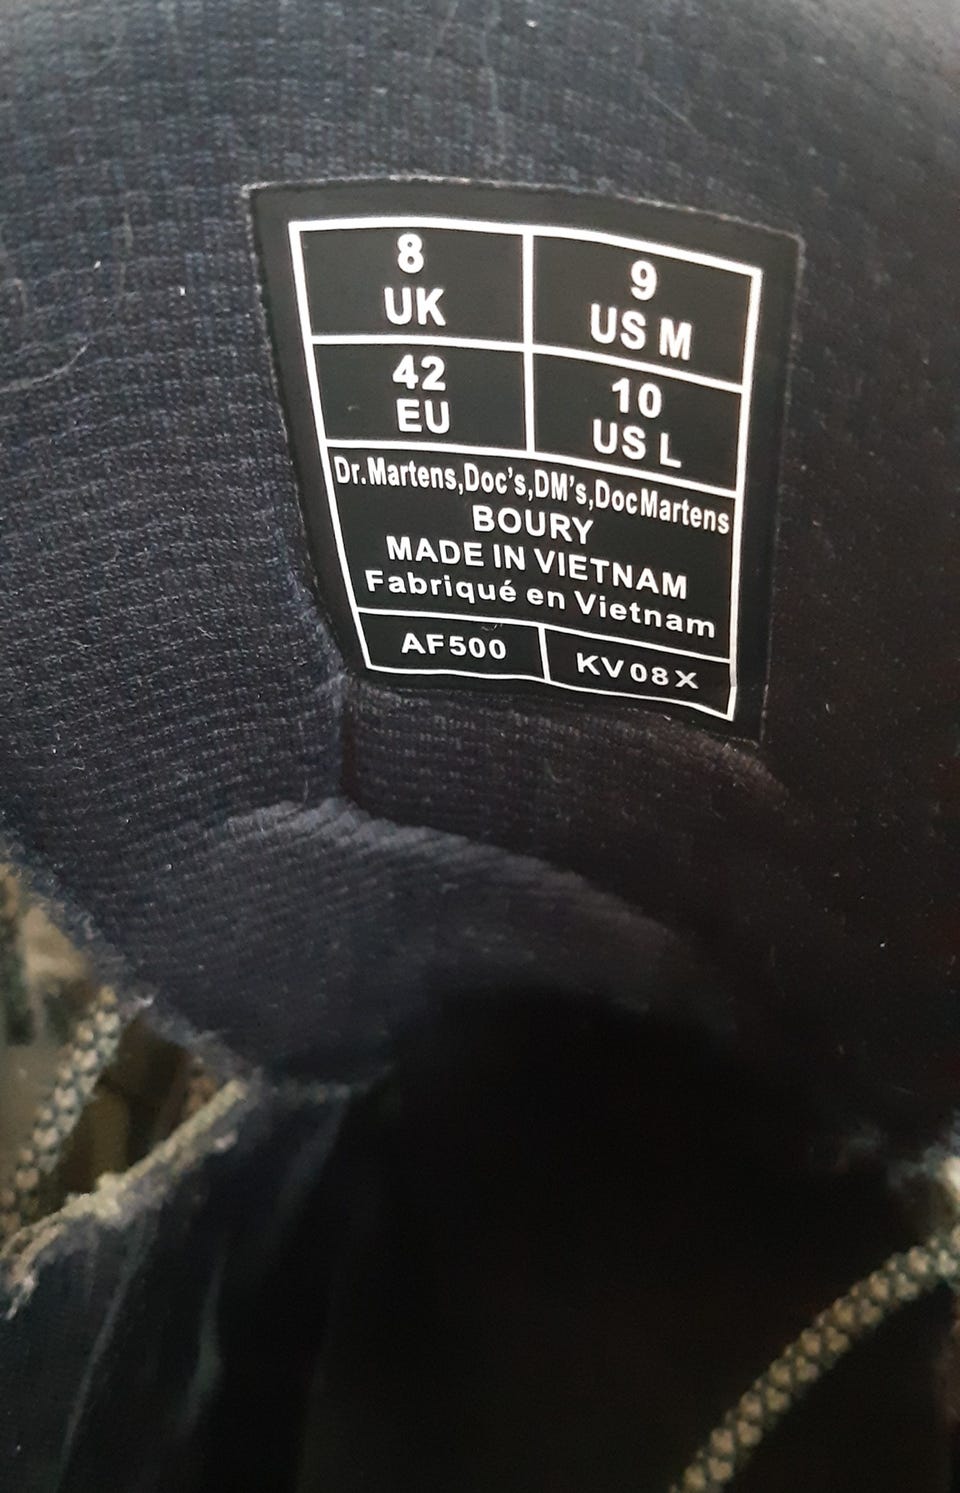 8
UK
9
US M
42
EU
10
US L
Dr.Martens,Doc's,DM's,DocMartens
BOURY
MADE IN VIETNAM
Fabriqué en Vietnam
AF500
KV08X